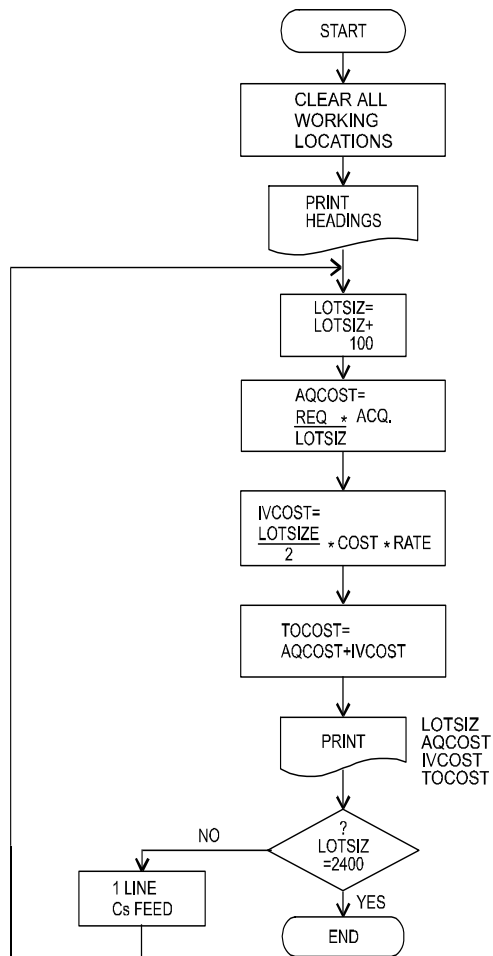 START
CLEAR ALL
WORKING
LOCATIONS
PRINT
HEADINGS
LOTSIZ=
LOTSIZ+
100
AQCOST=
REQ * ACQ.
LOTSIZ
IVCOST=
LOTSIZE
2 * COST * RATE
TOCOST=
AQCOST+IVCOST
PRINT
LOTSIZ
AQCOST
IVCOST
TOCOST
?
LOTSIZ
=2400
NO
YES
1 LINE
Cs FEED
END